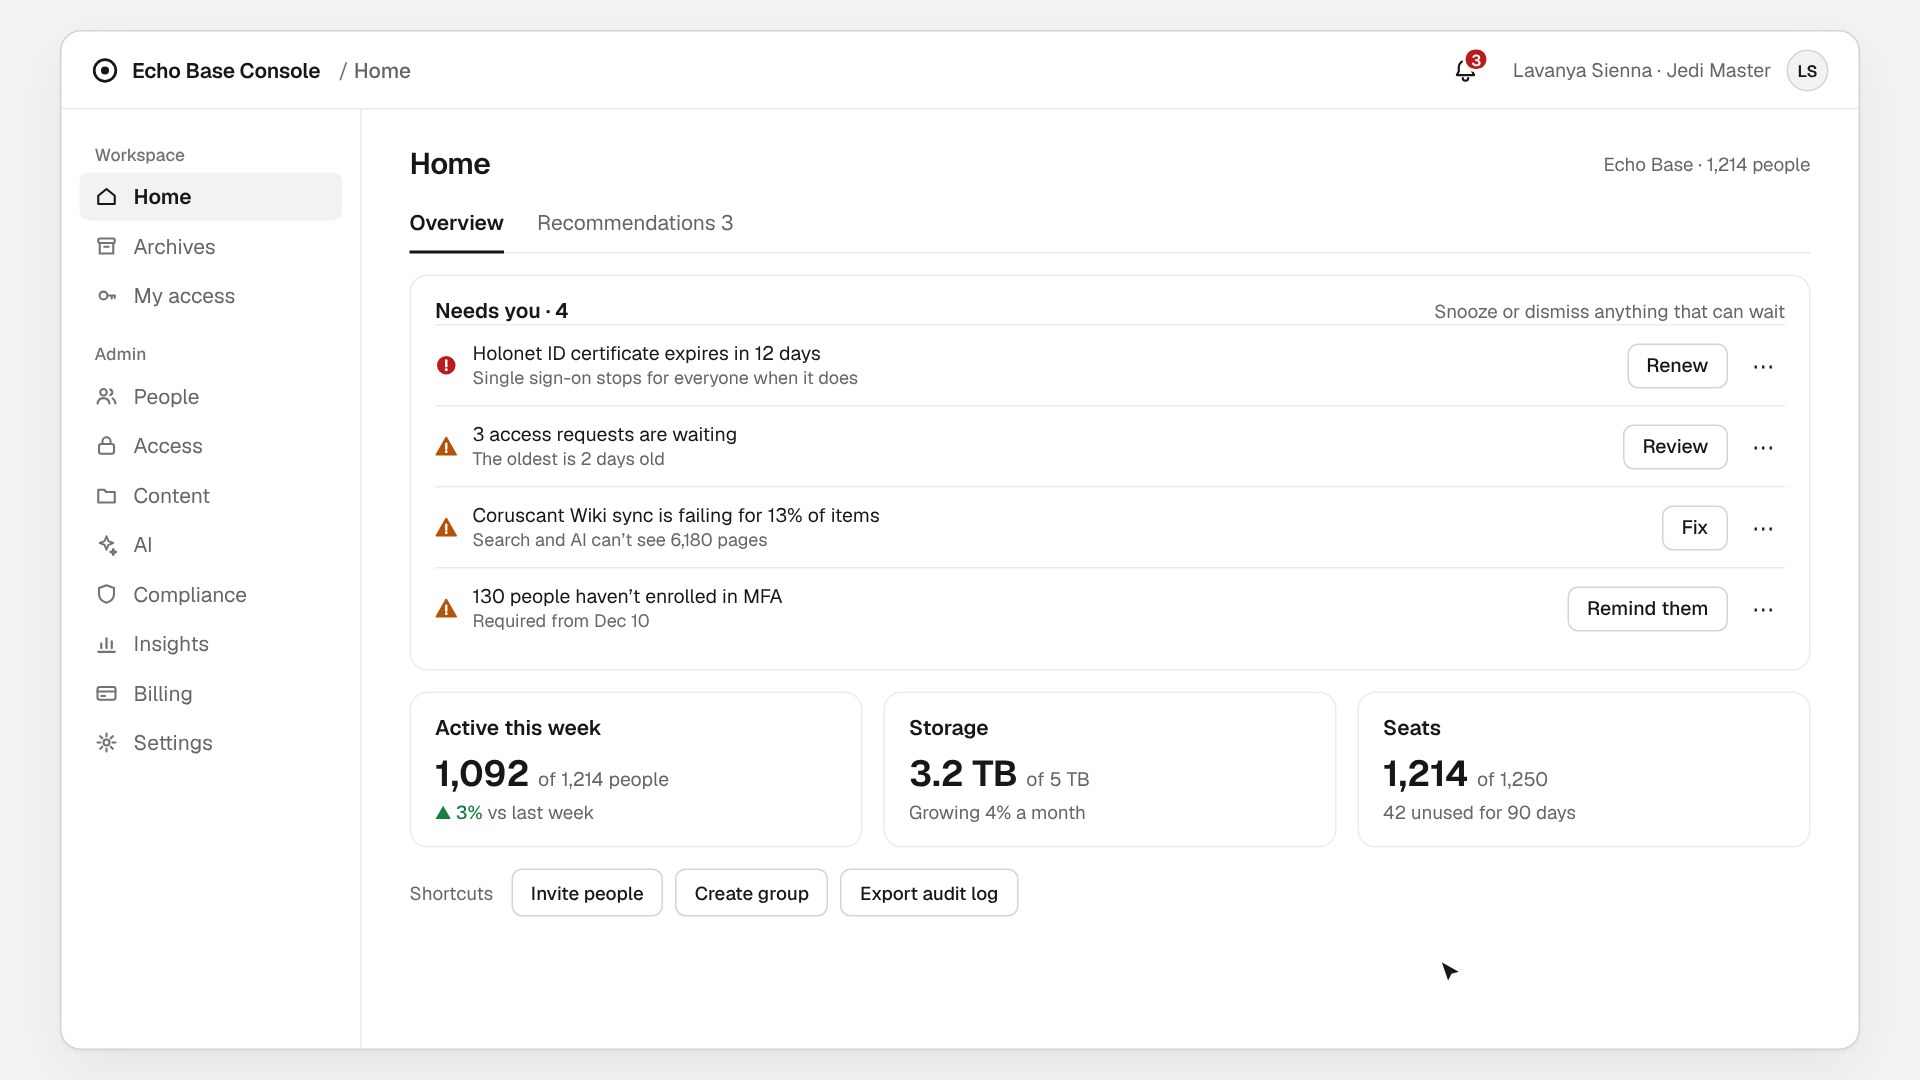 Echo Base Console / Home
3
Lavanya Sienna · Jedi Master
LS
Workspace
Home
Archives
My access
Admin
People
Access
Content
AI
Compliance
Insights
Billing
Settings
Home
Echo Base · 1,214 people
Overview
Recommendations 3
Needs you · 4
Snooze or dismiss anything that can wait
Holonet ID certificate expires in 12 days
Single sign-on stops for everyone when it does
Renew
3 access requests are waiting
The oldest is 2 days old
Review
Coruscant Wiki sync is failing for 13% of items
Search and AI can’t see 6,180 pages
Fix
130 people haven’t enrolled in MFA
Required from Dec 10
Remind them
Active this week
1,092 of 1,214 people
▲ 3% vs last week
Storage
3.2 TB of 5 TB
Growing 4% a month
Seats
1,214 of 1,250
42 unused for 90 days
Shortcuts
Invite people
Create group
Export audit log